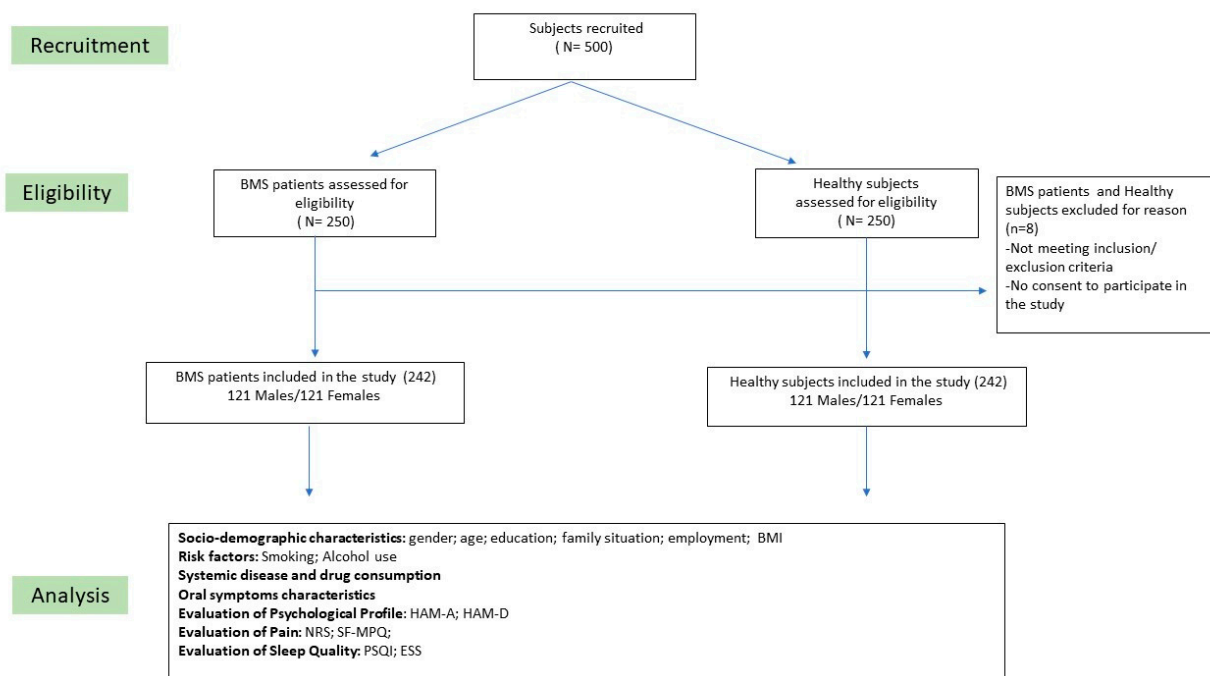 Recruitment
Subjects recruited
( N= 500)
Eligibility
BMS patients assessed for
eligibility
( N= 250)
Healthy subjects
assessed for eligibility
( N= 250)
BMS patients and Healthy
subjects excluded for reason
(n=8)
-Not meeting inclusion/
exclusion criteria
-No consent to participate in
the study
BMS patients included in the study (242)
121 Males/121 Females
Healthy subjects included in the study (242)
121 Males/121 Females
Analysis
Socio-demographic characteristics: gender; age; education; family situation; employment; BMI
Risk factors: Smoking; Alcohol use
Systemic disease and drug consumption
Oral symptoms characteristics
Evaluation of Psychological Profile: HAM-A; HAM-D
Evaluation of Pain: NRS; SF-MPQ;
Evaluation of Sleep Quality: PSQI; ESS